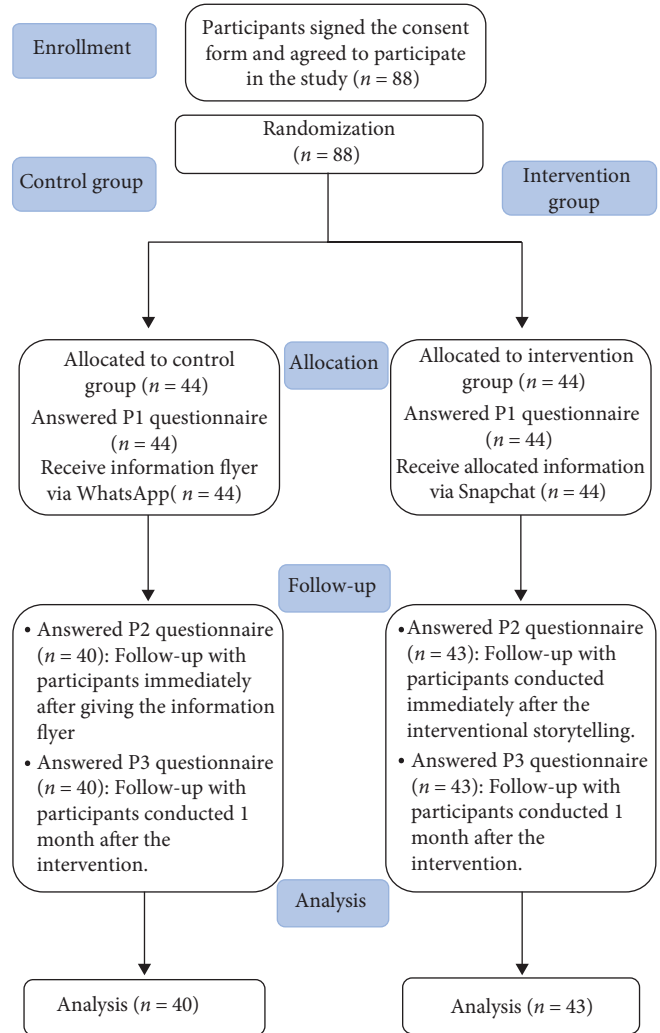 Enrollment
Participants signed the consent
form and agreed to participate
in the study (n = 88)
Randomization
(n = 88)
Control group
Intervention
group
Allocation
Allocated to control
group (n = 44)
Answered P1 questionnaire
(n = 44)
Receive information flyer
via WhatsApp( n = 44)
Allocated to intervention
group (n = 44)
Answered P1 questionnaire
(n = 44)
Receive allocated information
via Snapchat (n = 44)
Follow-up
• Answered P2 questionnaire
(n = 40): Follow-up with
participants immediately
after giving the information
flyer
• Answered P3 questionnaire
(n = 40): Follow-up with
participants conducted 1
month after the
intervention.
• Answered P2 questionnaire
(n = 43): Follow-up with
participants conducted
immediately after the
interventional storytelling.
• Answered P3 questionnaire
(n = 43): Follow-up with
participants conducted 1
month after the
intervention.
Analysis
Analysis (n = 40)
Analysis (n = 43)